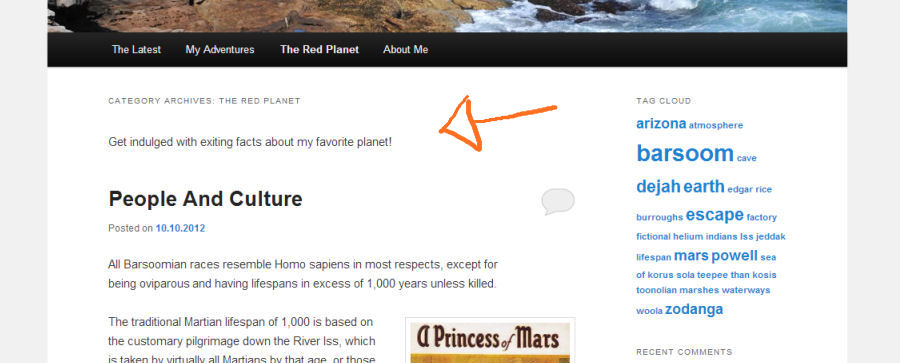 The Latest My Adventures The Red Planet About Me
CATEGORY ARCHIVES: THE RED PLANET
Get indulged with exiting facts about my favorite planet!
People And Culture
Posted on 10.10.2012
All Barsoomian races resemble Homo sapiens in most respects, except for
being oviparous and having lifespans in excess of 1,000 years unless killed.
The traditional Martian lifespan of 1,000 is based on
the customary pilgrimage down the River Iss, which
is taken by virtually all Martians by that age, or those
A Princess of Mars
TAG CLOUD
arizona atmosphere
barsoom cave
dejah earth edgar rice
burroughs escape factory
fictional helium indians Iss jeddak
lifespan mars powell sea
of korus sola teepee than kosis
toonolian marshes waterways
woola zodanga
RECENT COMMENTS